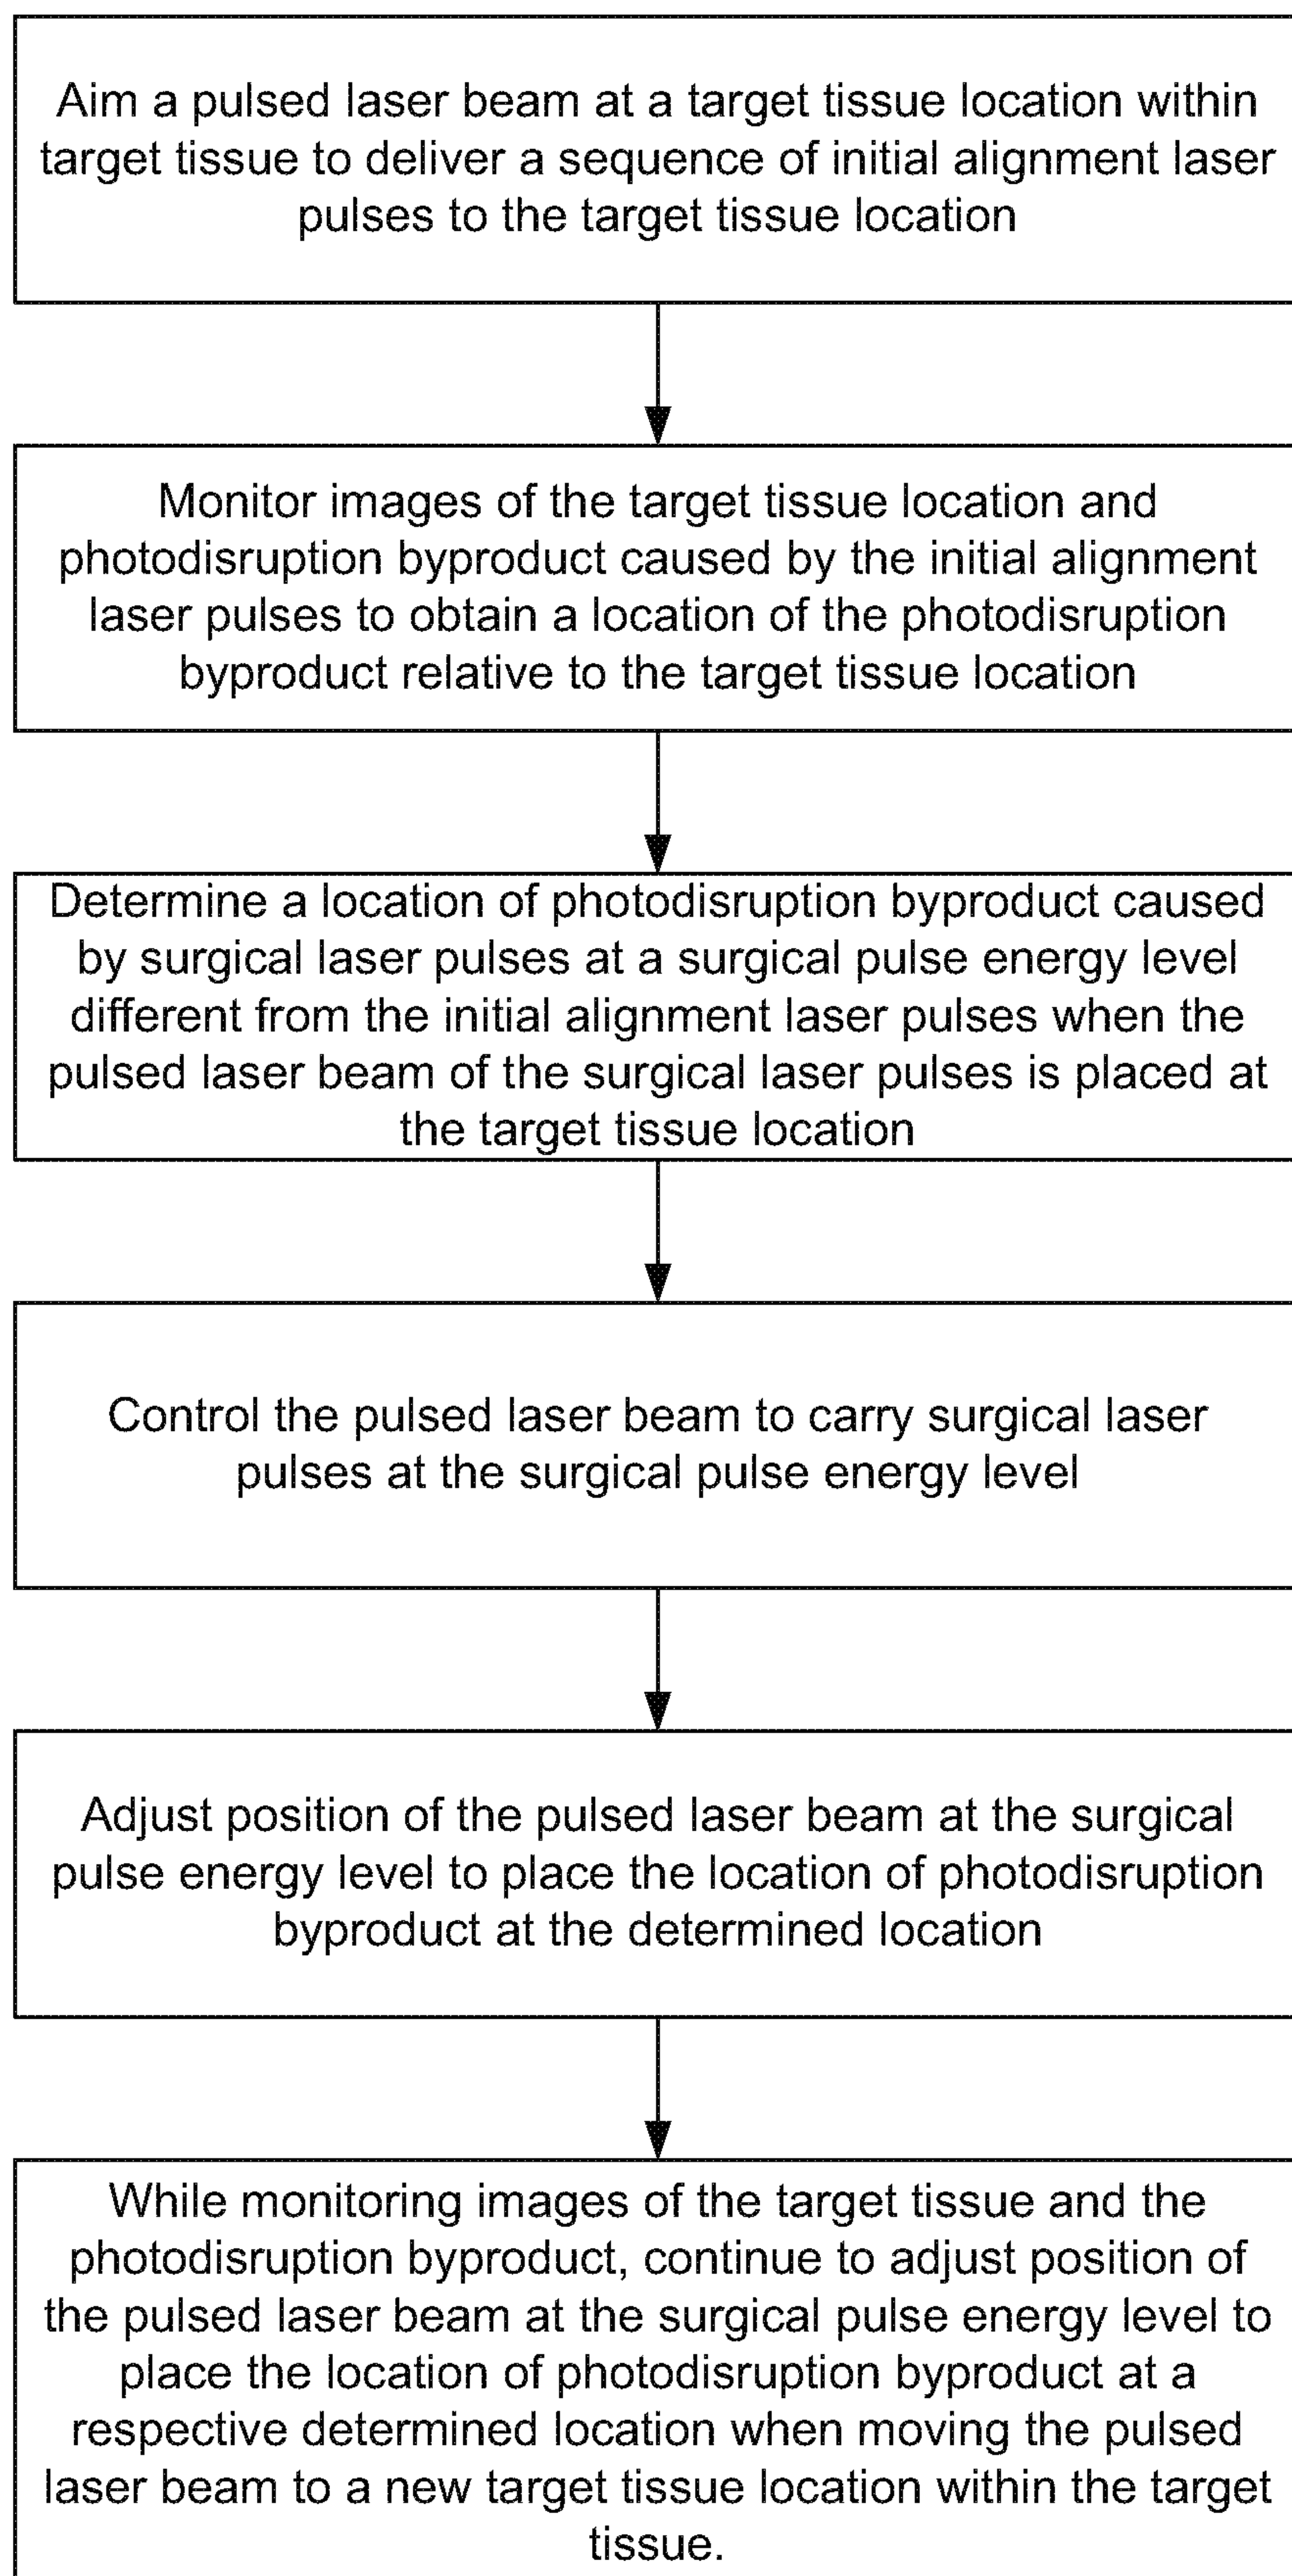 Aim a pulsed laser beam at a target tissue location within
target tissue to deliver a sequence of initial alignment laser
pulses to the target tissue location
Monitor images of the target tissue location and
photodisruption byproduct caused by the initial alignment
laser pulses to obtain a location of the photodisruption
byproduct relative to the target tissue location
Determine a location of photodisruption byproduct caused
by surgical laser pulses at a surgical pulse energy level
different from the initial alignment laser pulses when the
pulsed laser beam of the surgical laser pulses is placed at
the target tissue location
Control the pulsed laser beam to carry surgical laser
pulses at the surgical pulse energy level
Adjust position of the pulsed laser beam at the surgical
pulse energy level to place the location of photodisruption
byproduct at the determined location
While monitoring images of the target tissue and the
photodisruption byproduct, continue to adjust position of
the pulsed laser beam at the surgical pulse energy level to
place the location of photodisruption byproduct at a
respective determined location when moving the pulsed
laser beam to a new target tissue location within the target
tissue.